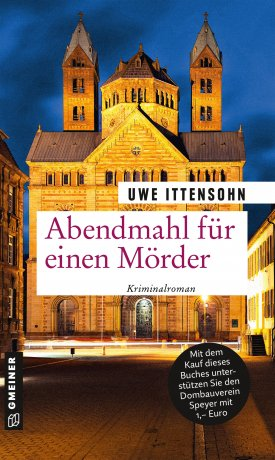 UWE ITTENSOHN
Abendmahl für
einen Mörder
Kriminalroman
Mit dem
Kauf dieses
Buches unter-
stützen Sie den
Dombauverein
Speyer mit
1,– Euro
GMEINER